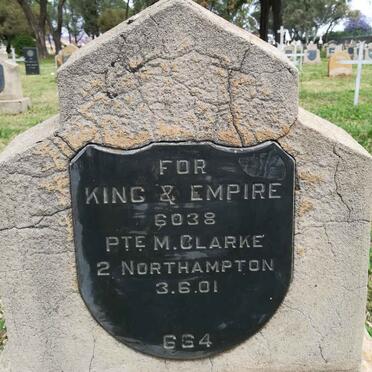 FOR
KING & EMPIRE
6038
PTE M. CLARKE
2 NORTHAMPTON
3.6.01
664